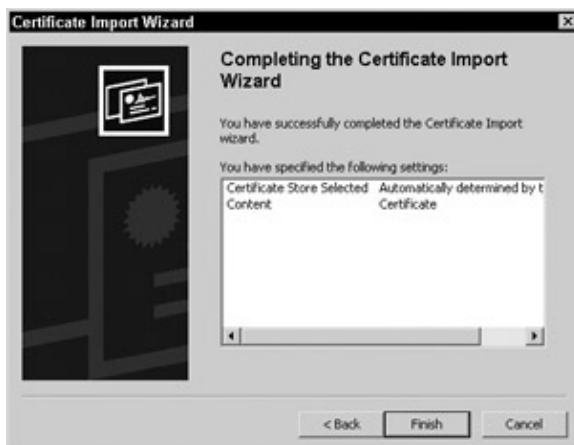 Certificate Import Wizard
Completing the Certificate Import
Wizard
You have successfully completed the Certificate Import
wizard.
You have specified the following settings:
Certificate Store Selected Automatically determined by t
Content Certificate
< Back Finish Cancel